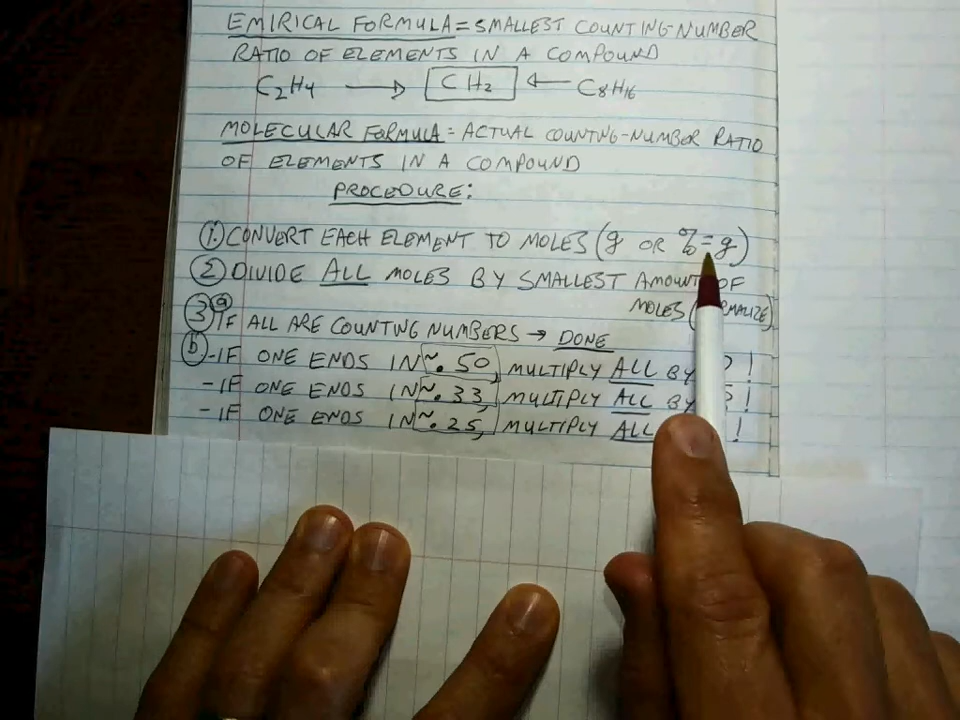 EMIRICAL FORMULA = SMALLEST COUNTING-NUMBER
RATIO OF ELEMENTS IN A COMPOUND
C2H4 → CH2 ← C8H16
MOLECULAR FORMULA = ACTUAL COUNTNG-NUMBER RATIO
OF ELEMENTS IN A COMPOUND
PROCEDURE:
1. CONVERT EACH ELEMENT TO MOLES (g OR % = g)
2 DIVIDE ALL MOLES BY SMALLEST AMOUNT OF
MOLES (
3 a IF ALL ARE COUNTING NUMBERS → DONE
b - IF ONE ENDS IN ~.50, MULTIPLY ALL BY !
- IF ONE ENDS IN ~.33, MULTIPLY ALL BY !
- IF ONE ENDS IN ~.25, MULTIPLY ALL !